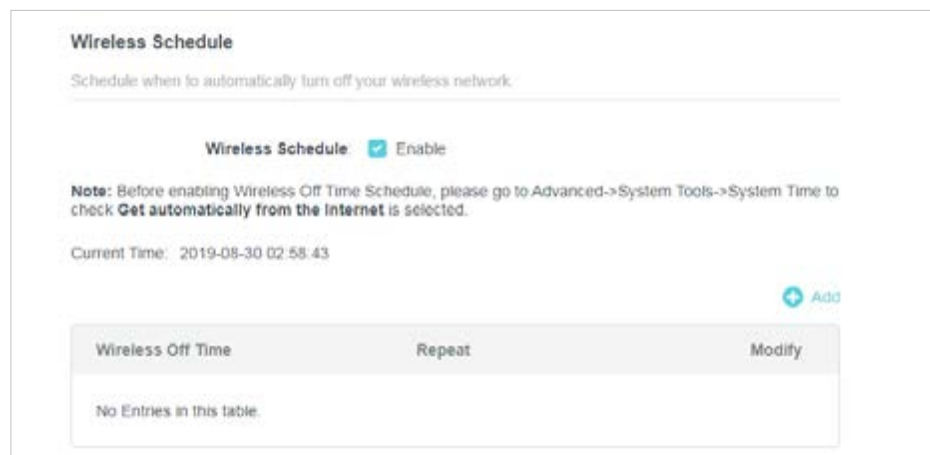 Wireless Schedule
Schedule when to automatically turn off your wireless network.
Wireless Schedule: Enable
Note: Before enabling Wireless Off Time Schedule, please go to Advanced->System Tools->System Time to
check Get automatically from the Internet is selected.
Current Time: 2019-08-30 02:58:43
Add
Wireless Off Time Repeat Modify
No Entries in this table.